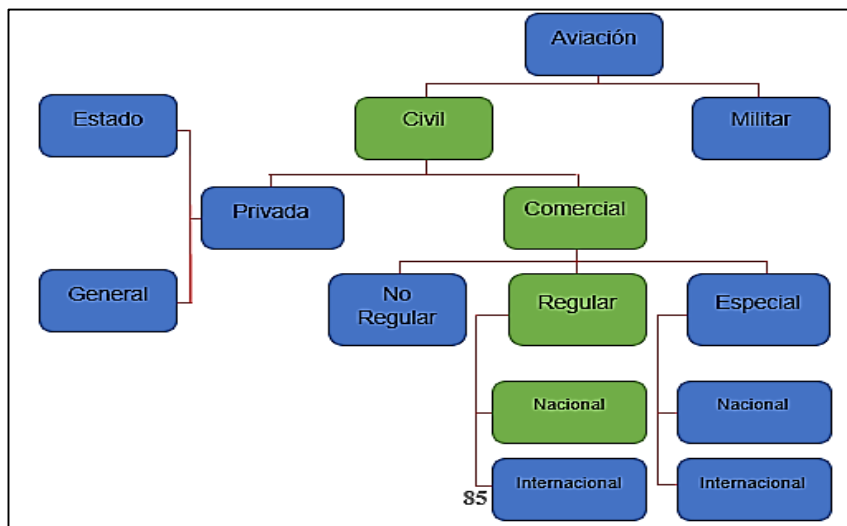 Aviación
Estado
Civil
Militar
Privada
Comercial
General
No
Regular
Regular
Especial
Nacional
Nacional
85
Internacional
Internacional